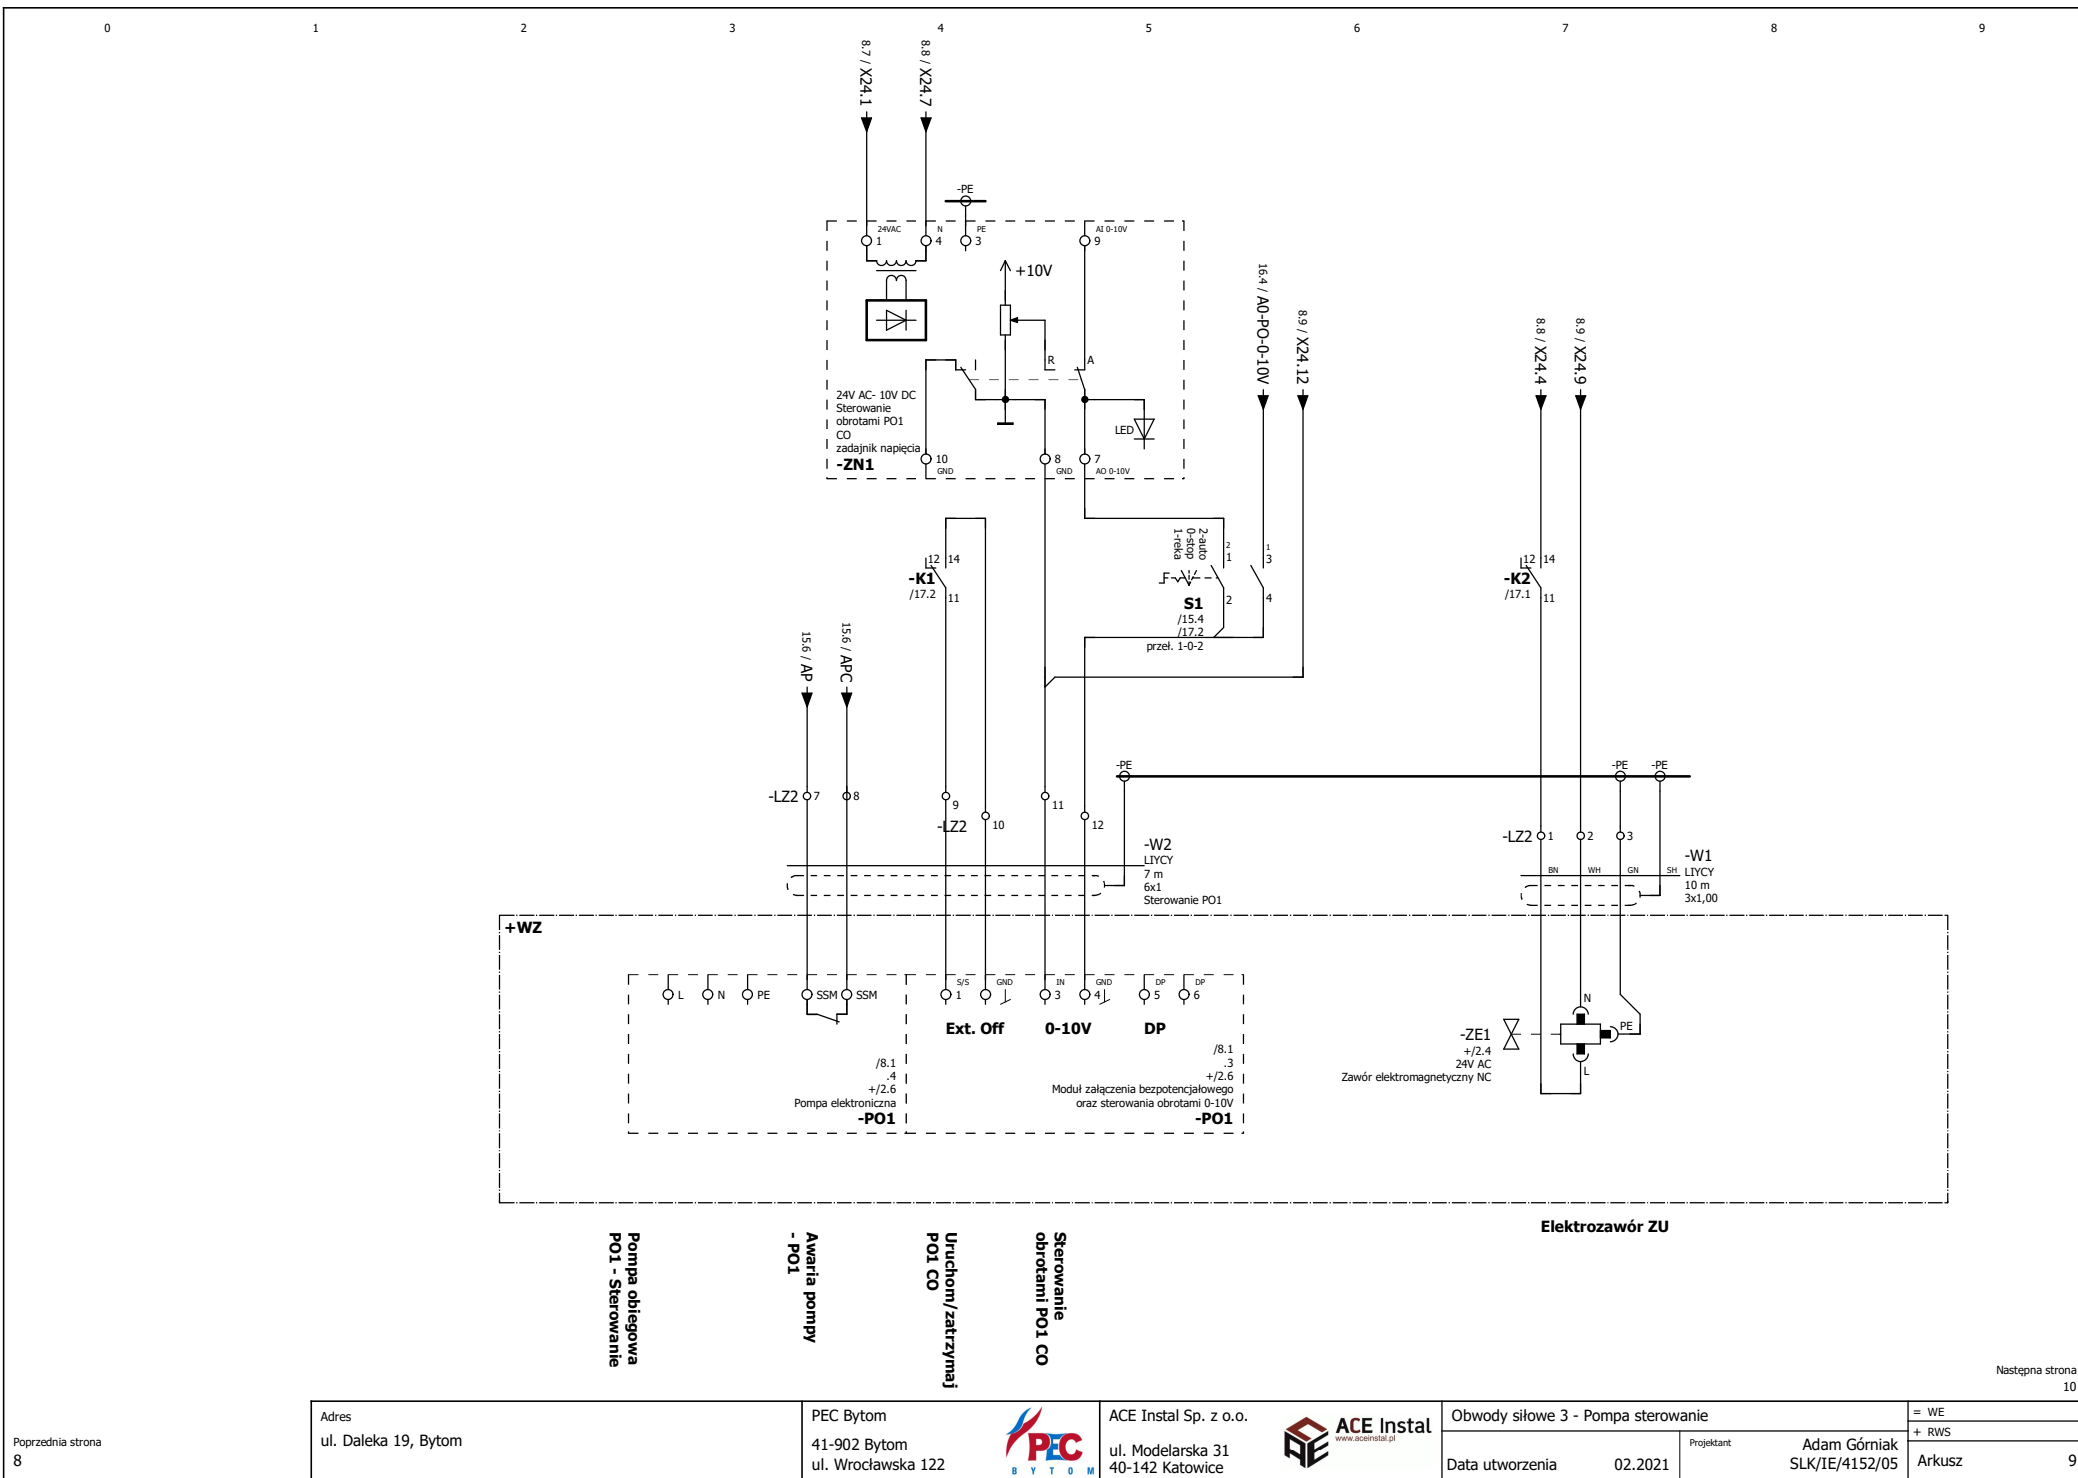 0 1 2 3 4 5 6 7 8 9
8.7 / X24.1
8.8 / X24.7
-PE
24VAC
1
N
4
PE
3
AI 0-10V
9
+10V
R
A
24V AC- 10V DC
Sterowanie
obrotami PO1
CO
zadajnik napięcia
-ZN1
LED
10
GND
8
GND
7
AO 0-10V
16.4 / A0-PO-0-10V
8.9 / X24.12
8.8 / X24.4
8.9 / X24.9
12 14
-K1
/17.2
11
2-auto
0-stop
1-reka
2
1
1
3
S1
2
4
/15.4
/17.2
przeł. 1-0-2
12 14
-K2
/17.1
11
15.6 / AP
15.6 / APC
-PE
-PE
-PE
-LZ2
7
8
9
-LZ2
10
11
12
-LZ2
1
2
3
-W2
LIYCY
7 m
6x1
Sterowanie PO1
BN
WH
GN
SH
-W1
LIYCY
10 m
3x1,00
+WZ
L
N
PE
SSM
SSM
S/S
1
GND
IN
3
GND
4
DP
5
DP
6
Ext. Off
0-10V
DP
/8.1
.4
+/2.6
Pompa elektroniczna
-PO1
/8.1
.3
+/2.6
Moduł załączenia bezpotencjałowego
oraz sterowania obrotami 0-10V
-PO1
-ZE1
+/2.4
24V AC
Zawór elektromagnetyczny NC
N
PE
L
Pompa obiegowa
PO1 - Sterowanie
Awaria pompy
- PO1
Uruchom/zatrzymaj
PO1 CO
Sterowanie
obrotami PO1 CO
Elektrozawór ZU
Następna strona
10
Poprzednia strona
8
Adres
ul. Daleka 19, Bytom
PEC Bytom
41-902 Bytom
ul. Wrocławska 122
PEC
BYTOM
ACE Instal Sp. z o.o.
ul. Modelarska 31
40-142 Katowice
ACE Instal
www.aceinstal.pl
Obwody siłowe 3 - Pompa sterowanie
Data utworzenia 02.2021
Projektant
Adam Górniak
SLK/IE/4152/05
= WE
+ RWS
Arkusz 9